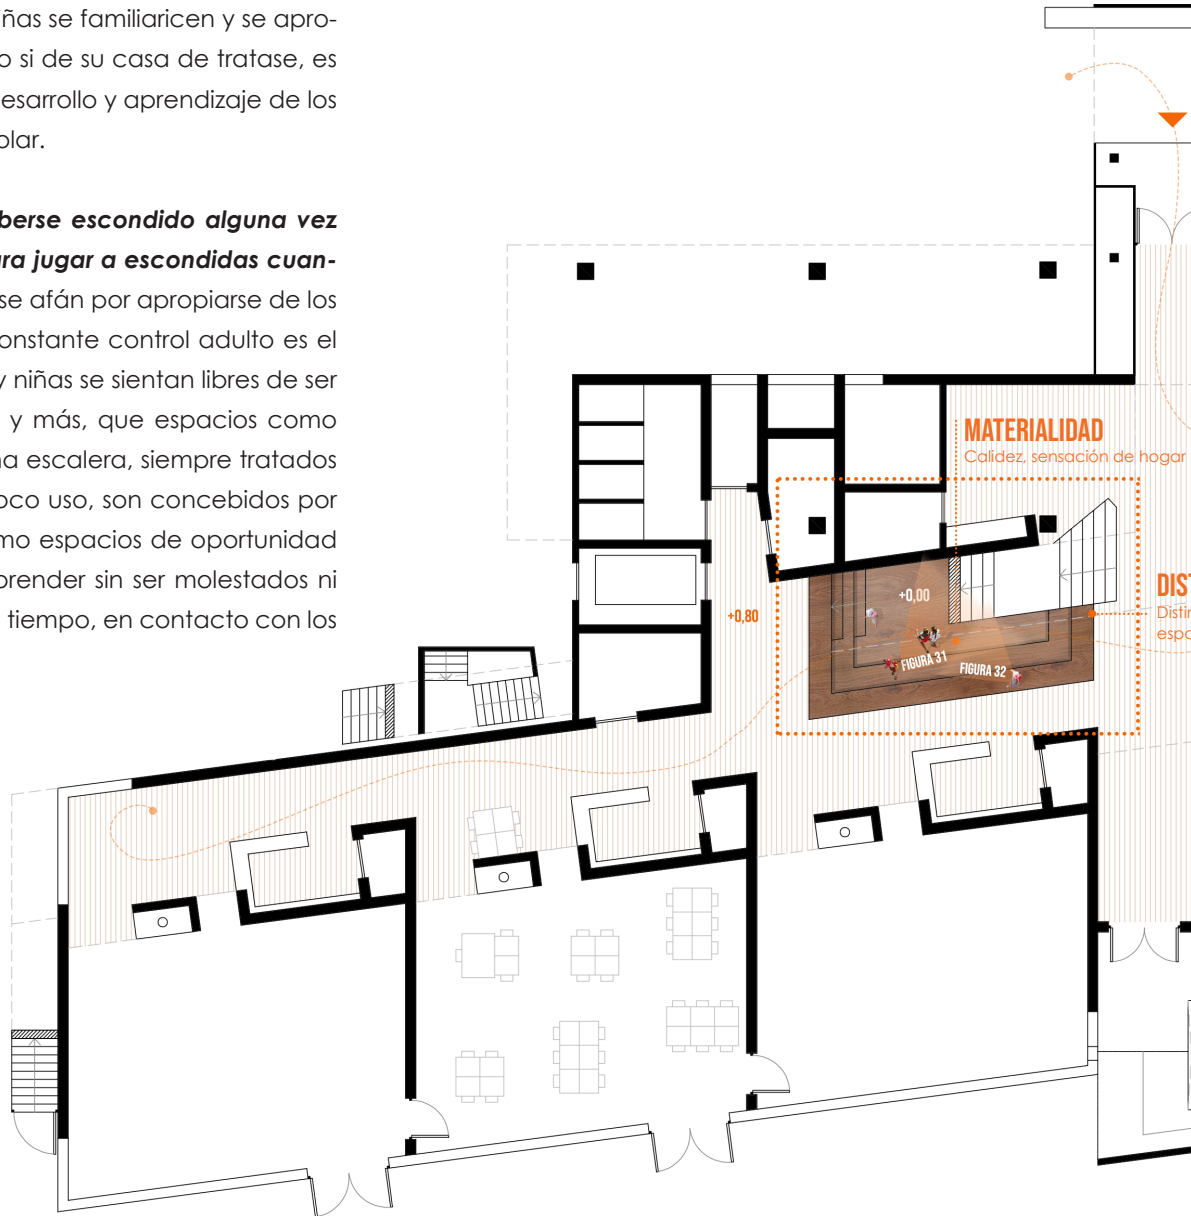 iñas se familiaricen y se apro-
o si de su casa de tratase, es
esarrollo y aprendizaje de los
olar.
berse escondido alguna vez
ara jugar a escondidas cuan-
se afán por apropiarse de los
onstante control adulto es el
y niñas se sientan libres de ser
y más, que espacios como
na escalera, siempre tratados
oco uso, son concebidos por
mo espacios de oportunidad
prender sin ser molestados ni
tiempo, en contacto con los
MATERIALIDAD
Calidez, sensación de hogar
DIS
Distin
espa
+0,00
+0,80
FIGURA 31
FIGURA 32